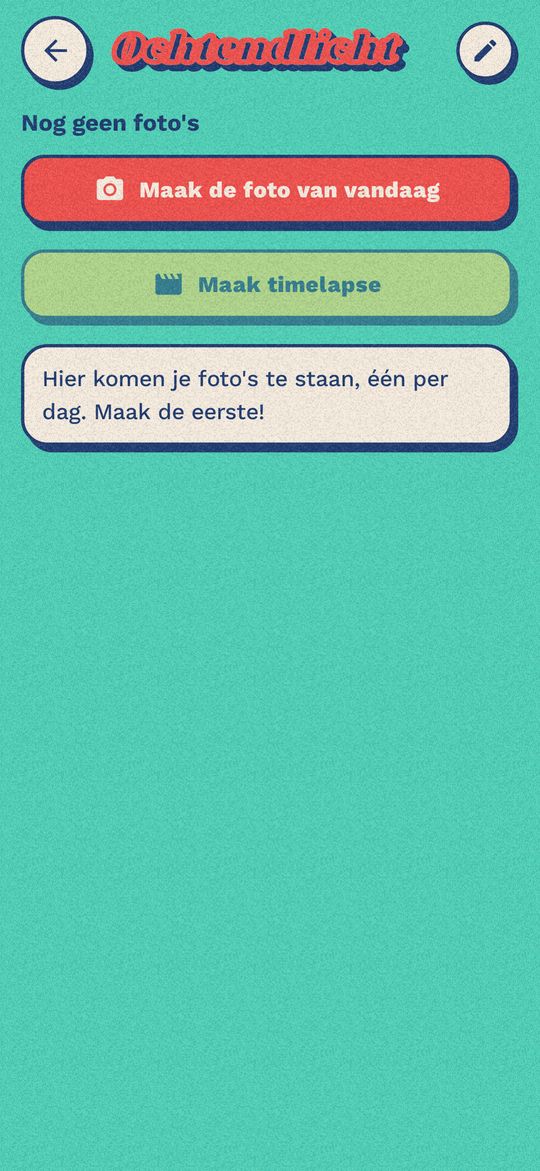 Ochtendlicht
Nog geen foto's
Maak de foto van vandaag
Maak timelapse
Hier komen je foto's te staan, één per
dag. Maak de eerste!